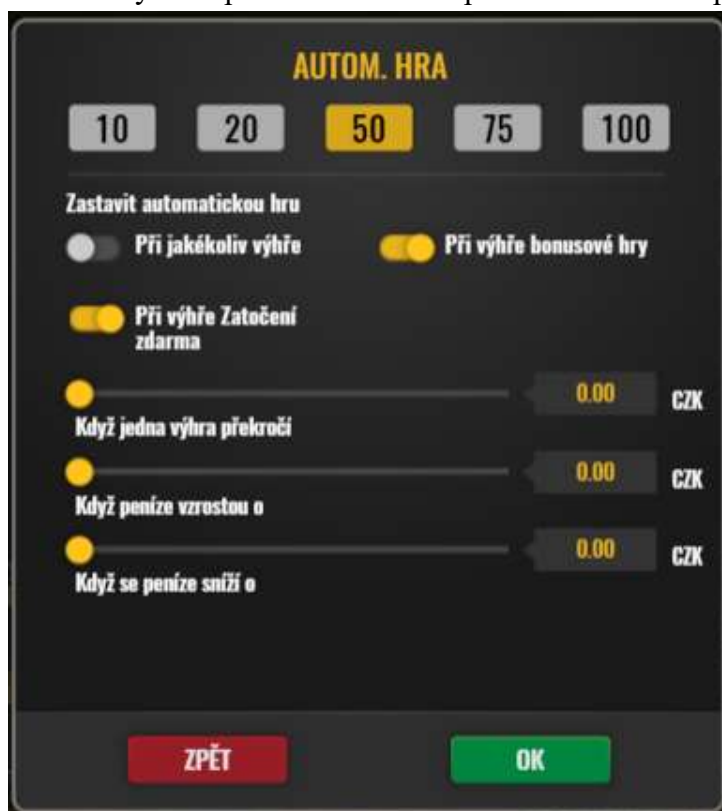 AUTOM. HRA
10 20 50 75 100
Zastavit automatickou hru
Při jakékoliv výhře Při výhře bonusové hry
Při výhře Zatočení
zdarma
0.00 CZK
Když jedna výhra překročí
0.00 CZK
Když peníze vzrostou o
0.00 CZK
Když se peníze sníží o
ZPĚT OK